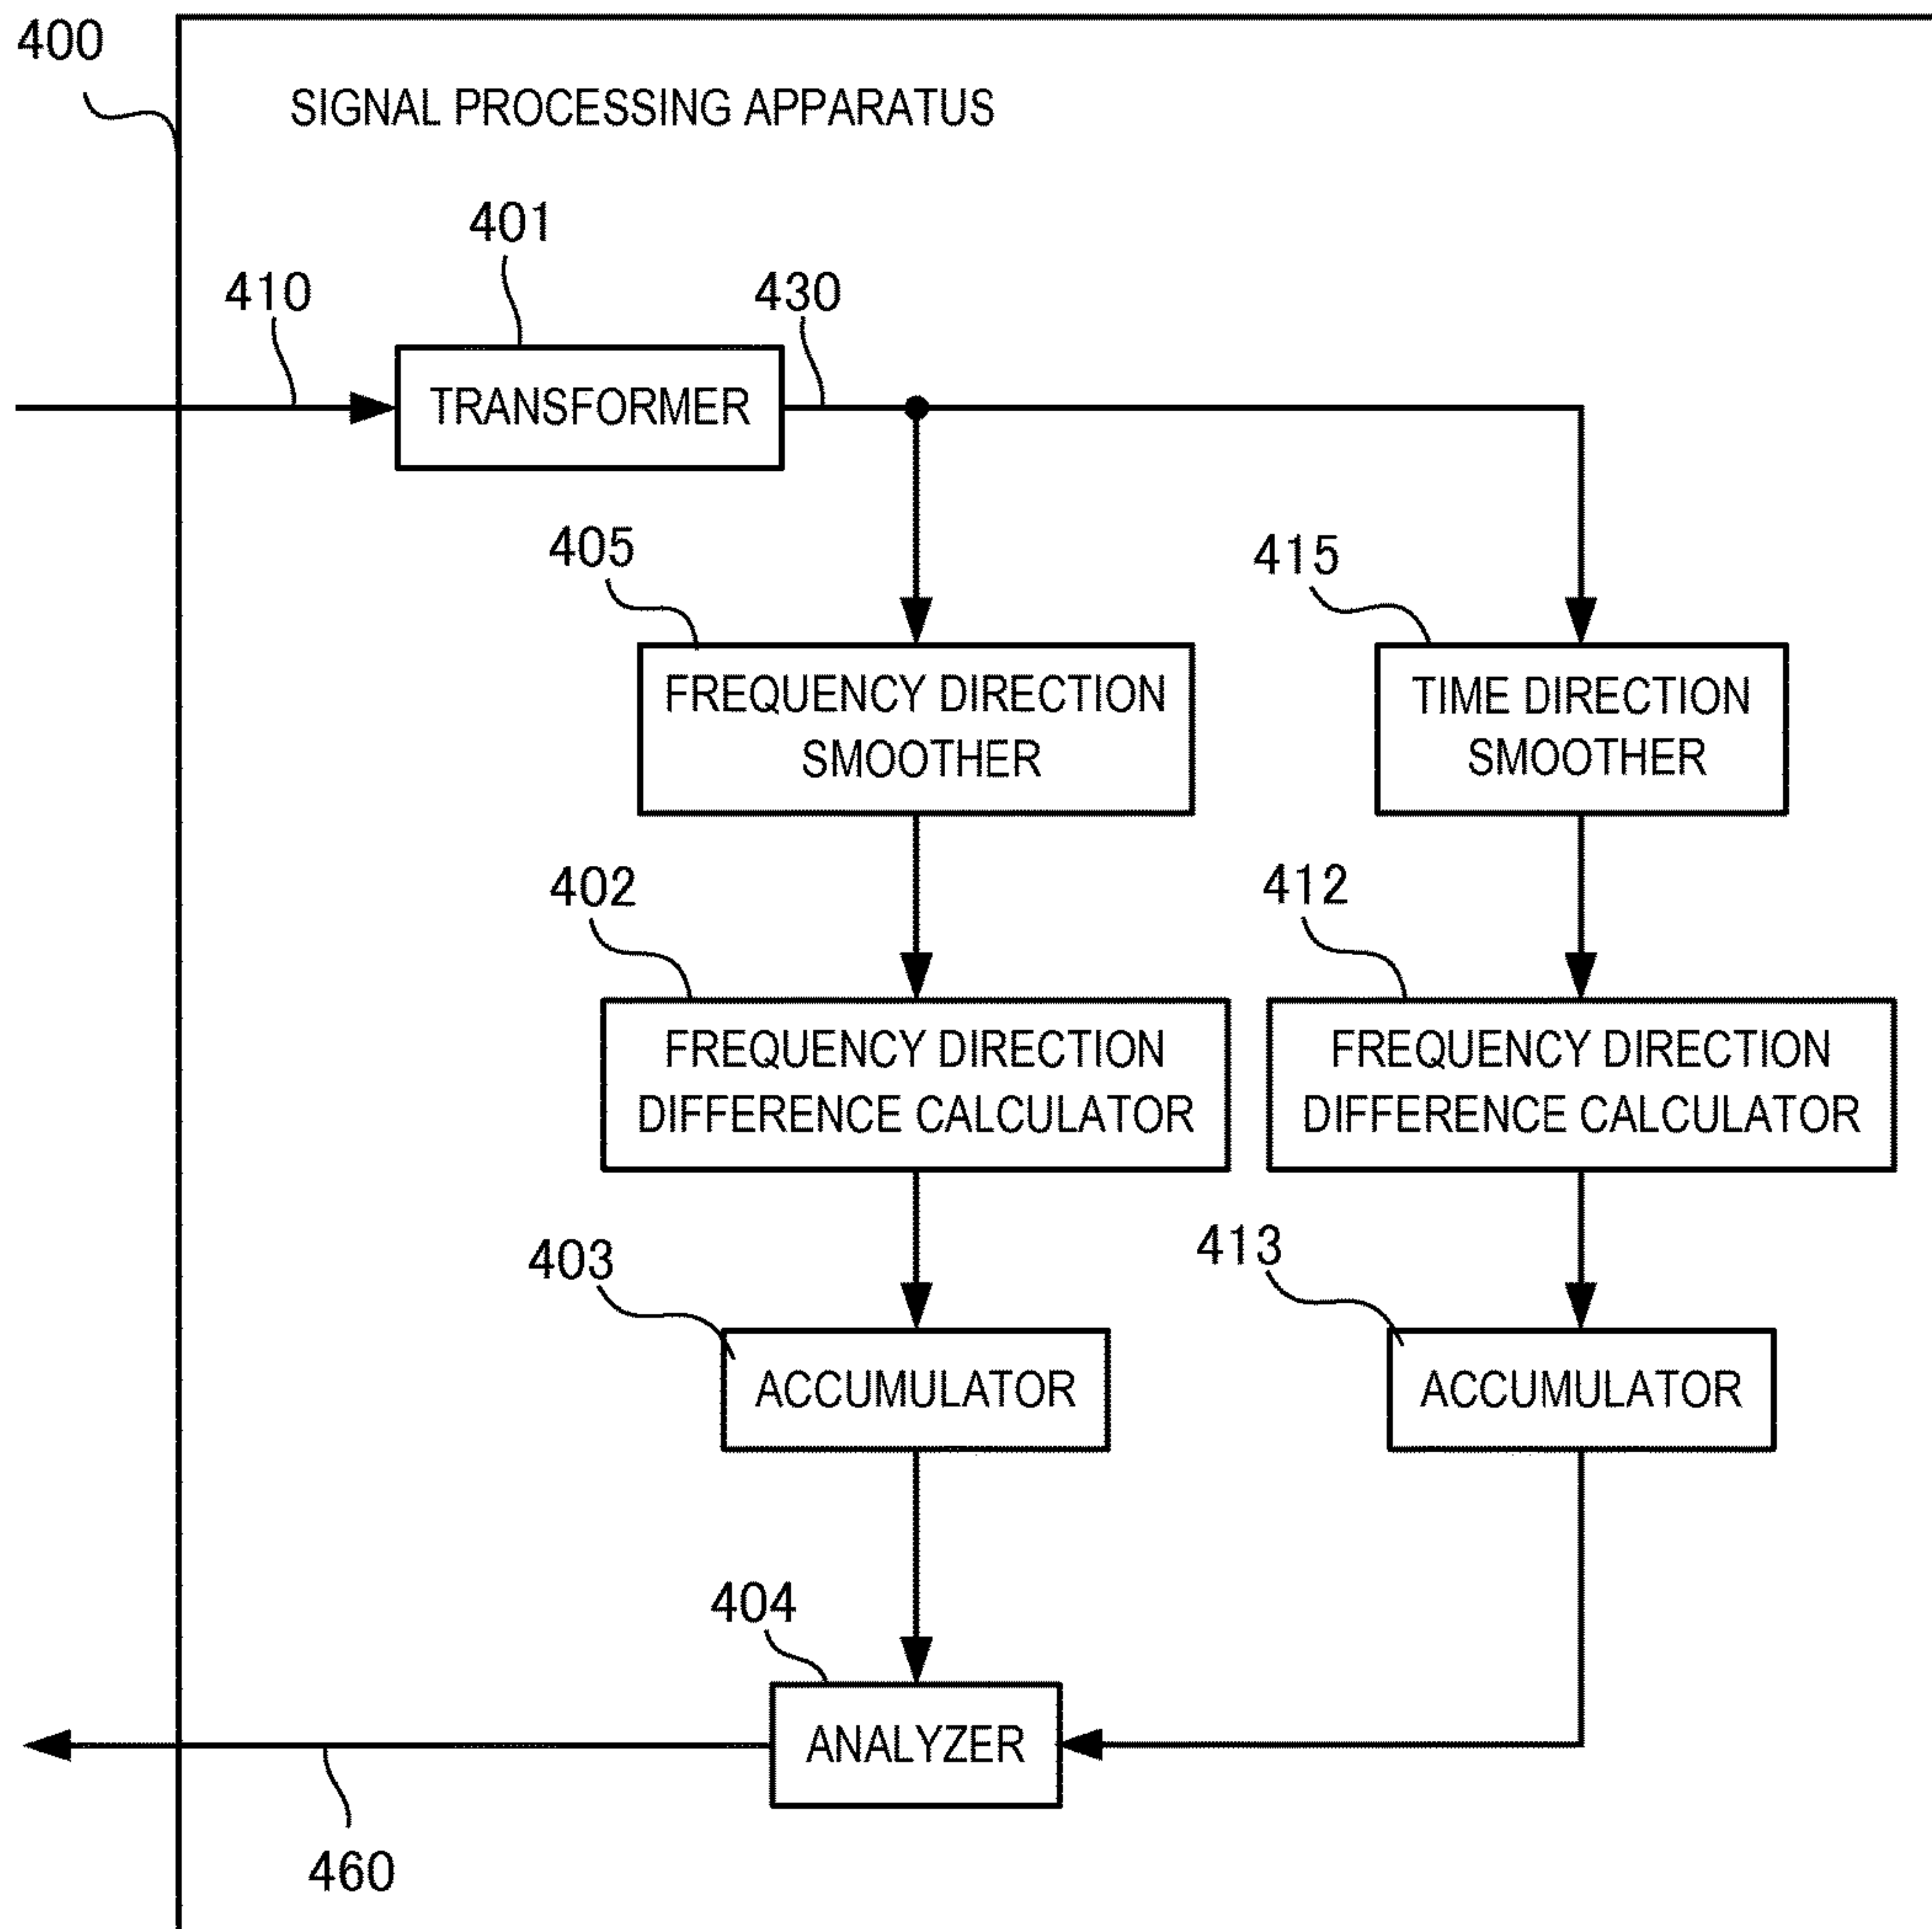 400
SIGNAL PROCESSING APPARATUS
401
410
430
TRANSFORMER
405
415
FREQUENCY DIRECTION
SMOOTHER
TIME DIRECTION
SMOOTHER
402
412
FREQUENCY DIRECTION
DIFFERENCE CALCULATOR
FREQUENCY DIRECTION
DIFFERENCE CALCULATOR
403
413
ACCUMULATOR
ACCUMULATOR
404
ANALYZER
460